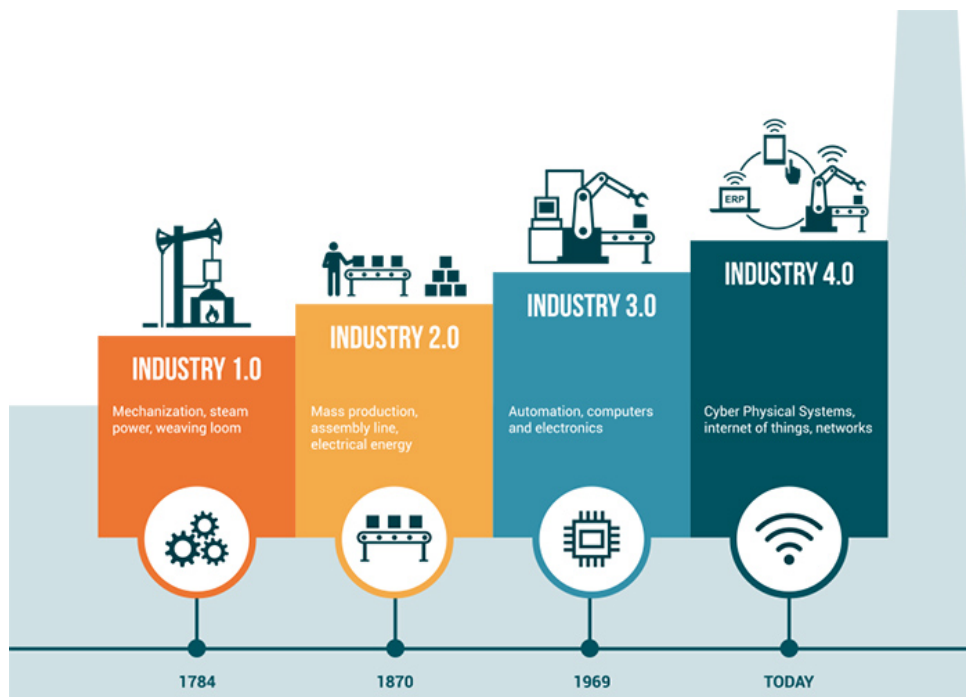 INDUSTRY 1.0
Mechanization, steam
power, weaving loom
INDUSTRY 2.0
Mass production,
assembly line,
electrical energy
INDUSTRY 3.0
Automation, computers
and electronics
ERP
INDUSTRY 4.0
Cyber Physical Systems,
internet of things, networks
1784
1870
1969
TODAY